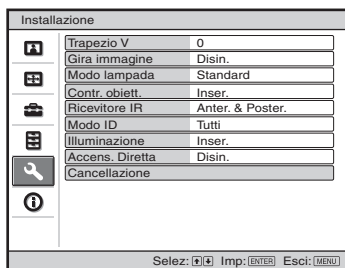 Installazione
Trapezio V 0
Gira immagine Disin.
Modo lampada Standard
Contr. obiett. Inser.
Ricevitore IR Anter. & Poster.
Modo ID Tutti
Illuminazione Inser.
Accens. Diretta Disin.
Cancellazione
Selez: Imp: ENTER Esci: MENU